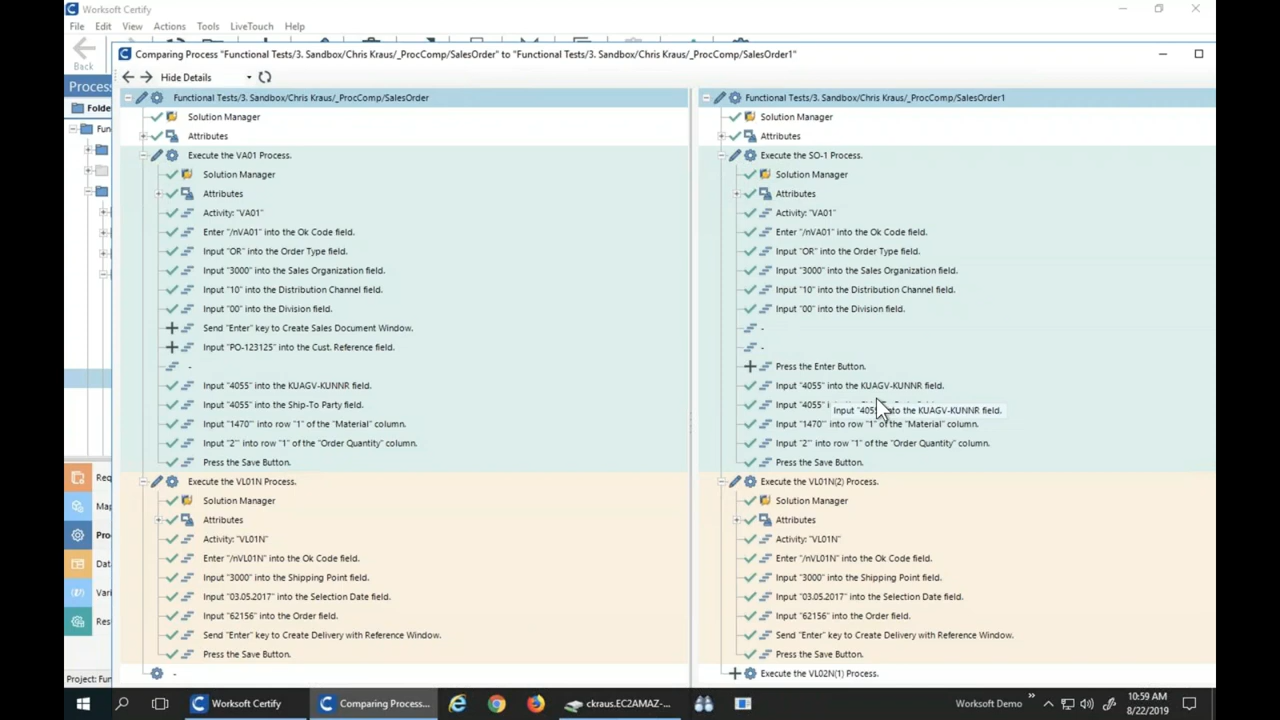 Worksoft Certify
File Edit View Actions Tools LiveTouch Help
Back
Comparing Process "Functional Tests/3. Sandbox/Chris Kraus/_ProcComp/SalesOrder" to "Functional Tests/3. Sandbox/Chris Kraus/_ProcComp/SalesOrder1"
Hide Details
Proces
Functional Tests/3. Sandbox/Chris Kraus/_ProcComp/SalesOrder
Solution Manager
Attributes
Execute the VA01 Process.
Solution Manager
Attributes
Activity: "VA01"
Enter "/nVA01" into the Ok Code field.
Input "OR" into the Order Type field.
Input "3000" into the Sales Organization field.
Input "10" into the Distribution Channel field.
Input "00" into the Division field.
Send "Enter" key to Create Sales Document Window.
Input "PO-123125" into the Cust. Reference field.
-
Input "4055" into the KUAGV-KUNNR field.
Input "4055" into the Ship-To Party field.
Input "1470" into row "1" of the "Material" column.
Input "2" into row "1" of the "Order Quantity" column.
Press the Save Button.
Execute the VL01N Process.
Solution Manager
Attributes
Activity: "VL01N"
Enter "/nVL01N" into the Ok Code field.
Input "3000" into the Shipping Point field.
Input "03.05.2017" into the Selection Date field.
Input "62156" into the Order field.
Send "Enter" key to Create Delivery with Reference Window.
Press the Save Button.
-
Functional Tests/3. Sandbox/Chris Kraus/_ProcComp/SalesOrder1
Solution Manager
Attributes
Execute the SO-1 Process.
Solution Manager
Attributes
Activity: "VA01"
Enter "/nVA01" into the Ok Code field.
Input "OR" into the Order Type field.
Input "3000" into the Sales Organization field.
Input "10" into the Distribution Channel field.
Input "00" into the Division field.
-
-
Press the Enter Button.
Input "4055" into the KUAGV-KUNNR field.
Input "4055" i
Input "405 to the KUAGV-KUNNR field.
Input "1470" into row "1" of the "Material" column.
Input "2" into row "1" of the "Order Quantity" column.
Press the Save Button.
Execute the VL01N(2) Process.
Solution Manager
Attributes
Activity: "VL01N"
Enter "/nVL01N" into the Ok Code field.
Input "3000" into the Shipping Point field.
Input "03.05.2017" into the Selection Date field.
Input "62156" into the Order field.
Send "Enter" key to Create Delivery with Reference Window.
Press the Save Button.
Execute the VL02N(1) Process.
Folde
Fun
Req
Map
Pro
Data
Vari
Res
Project: Fun
Worksoft Certify
Comparing Process...
ckraus.EC2AMAZ-...
Worksoft Demo
10:59 AM
8/22/2019